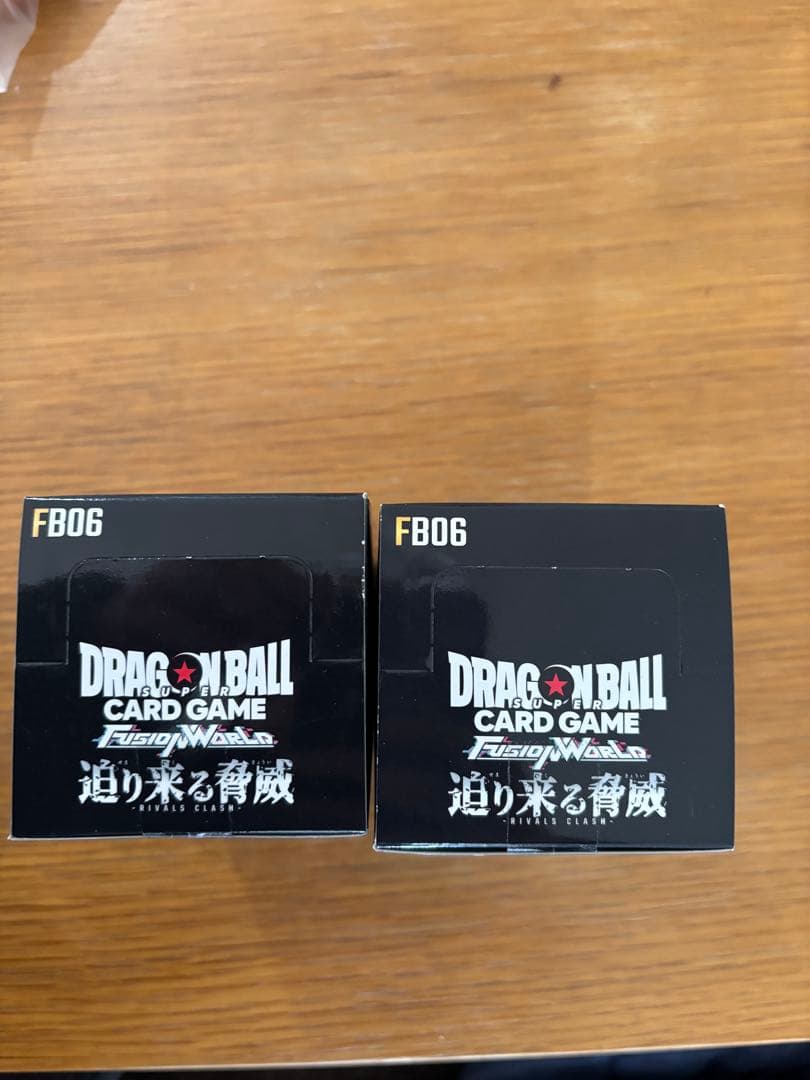 FB06
DRAGON BALL
SUPER
CARD GAME
FUSION WORLD
迫り来る脅威
- RIVALS CLASH -
FB06
DRAGON BALL
SUPER
CARD GAME
FUSION WORLD
迫り来る脅威
- RIVALS CLASH -